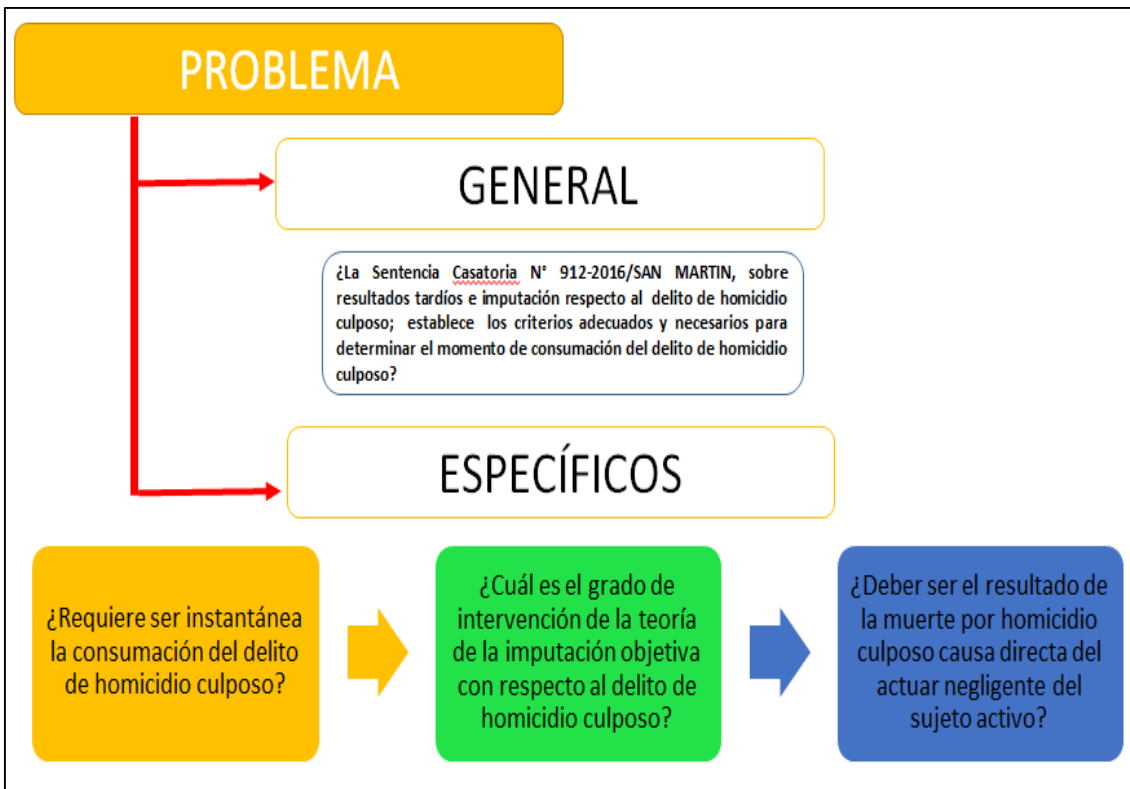 PROBLEMA
GENERAL
¿La Sentencia Casatoria N° 912-2016/SAN MARTIN, sobre
resultados tardíos e imputación respecto al delito de homicidio
culposo; establece los criterios adecuados y necesarios para
determinar el momento de consumación del delito de homicidio
culposo?
ESPECÍFICOS
¿Requiere ser instantánea
la consumación del delito
de homicidio culposo?
¿Cuál es el grado de
intervención de la teoría
de la imputación objetiva
con respecto al delito de
homicidio culposo?
¿Deber ser el resultado de
la muerte por homicidio
culposo causa directa del
actuar negligente del
sujeto activo?